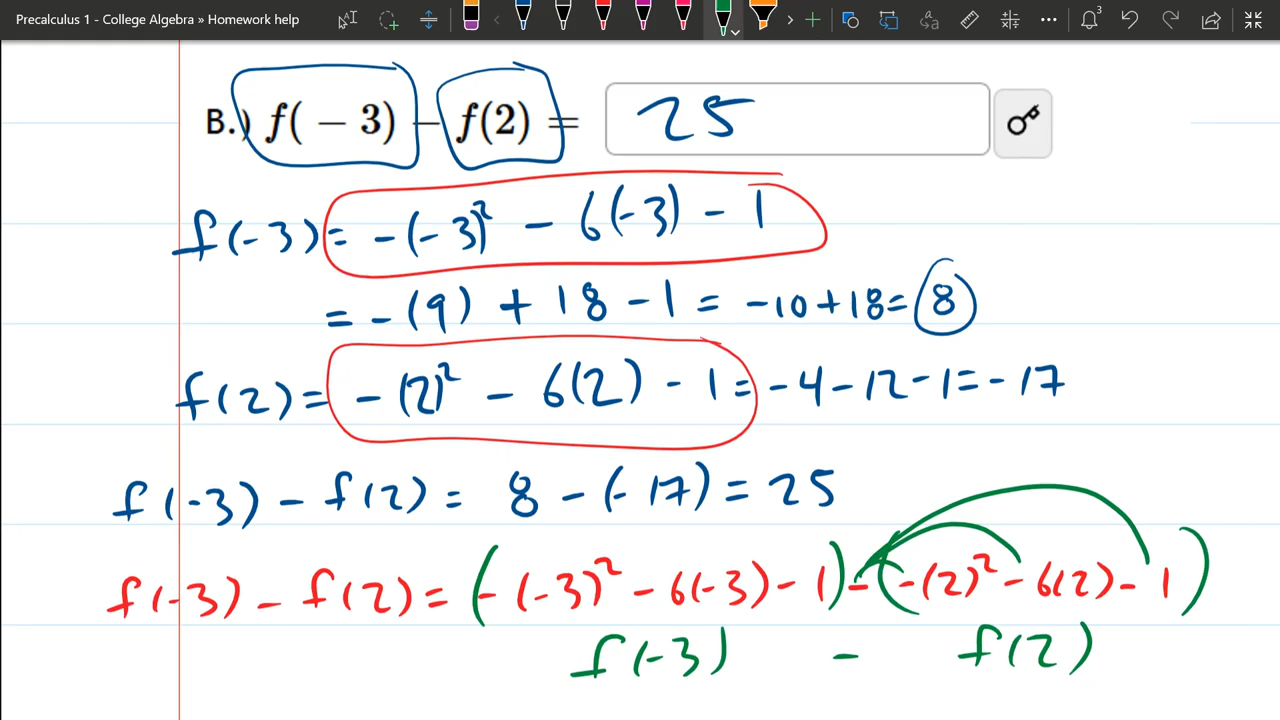 Precalculus 1 - College Algebra » Homework help
3
B.) f( − 3) − f(2) = 25
f(-3) = -(-3)² - 6(-3) - 1
= -(9) + 18 - 1 = -10 + 18 = 8
f(2) = -(2)² - 6(2) - 1 = -4 - 12 - 1 = -17
f(-3) - f(2) = 8 - (-17) = 25
f(-3) - f(2) = (-(-3)² - 6(-3) - 1) - (-(2)² - 6(2) - 1)
f(-3) - f(2)